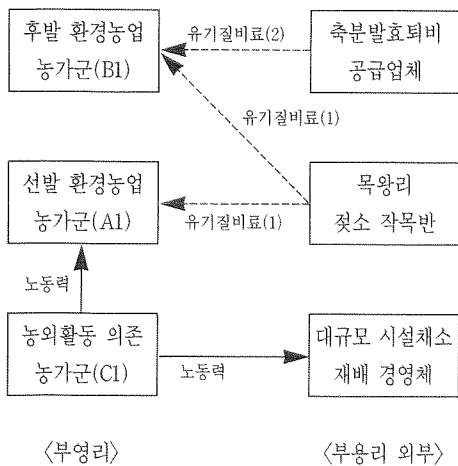 후발 환경농업
농가군(B1)
유기질비료(2)
축분발효퇴비
공급업체
유기질비료(1)
선발 환경농업
농가군(A1)
유기질비료(1)
목왕리
젖소 작목반
노동력
농외활동 의존
농가군(C1)
노동력
대규모 시설채소
재배 경영체
〈부영리〉
〈부용리 외부〉